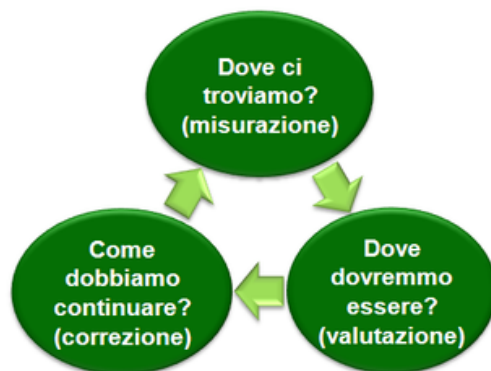 Dove ci
troviamo?
(misurazione)
Dove
dovremmo
essere?
(valutazione)
Come
dobbiamo
continuare?
(correzione)